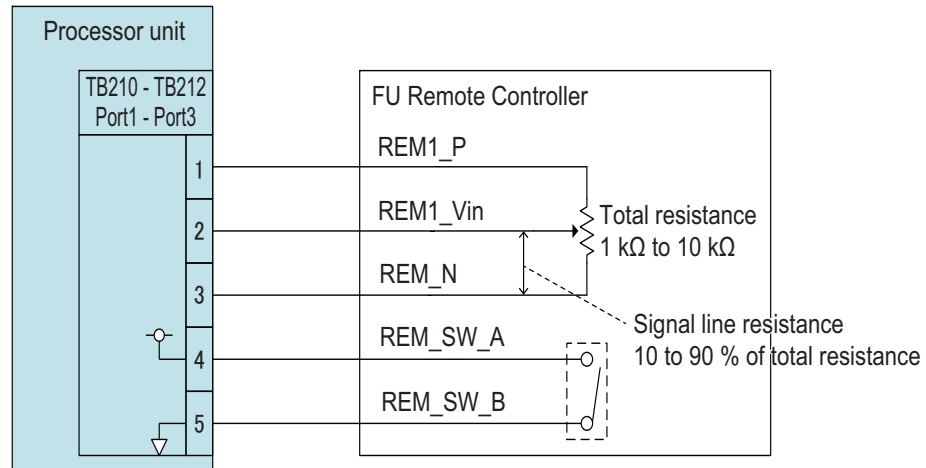 Processor unit
TB210 - TB212
Port1 - Port3
FU Remote Controller
1
REM1_P
2
REM1_Vin
Total resistance
1 kΩ to 10 kΩ
3
REM_N
Signal line resistance
10 to 90 % of total resistance
4
REM_SW_A
5
REM_SW_B